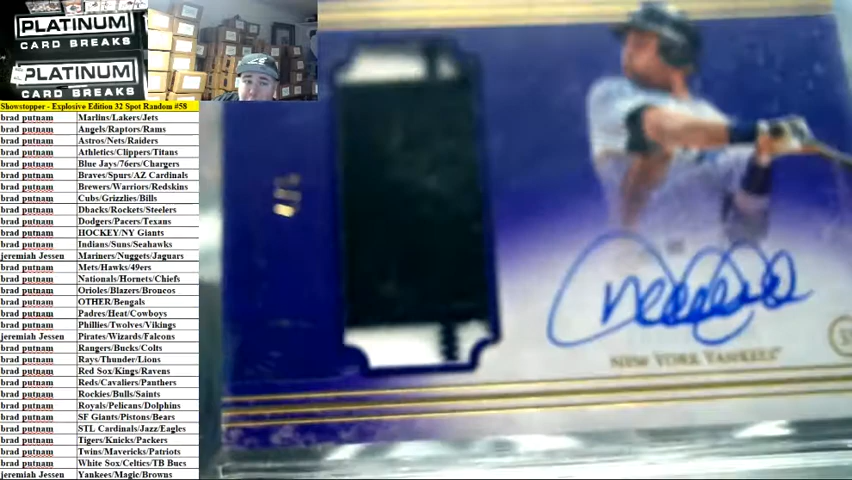 PLATINUM
CARD BREAKS
PLATINUM
CARD BREAKS
Showstopper - Explosive Edition 32 Spot Random #58
brad putnam Marlins/Lakers/Jets
brad putnam Angels/Raptors/Rams
brad putnam Astros/Nets/Raiders
brad putnam Athletics/Clippers/Titans
brad putnam Blue Jays/76ers/Chargers
brad putnam Braves/Spurs/AZ Cardinals
brad putnam Brewers/Warriors/Redskins
brad putnam Cubs/Grizzlies/Bills
brad putnam Dbacks/Rockets/Steelers
brad putnam Dodgers/Pacers/Texans
brad putnam HOCKEY/NY Giants
brad putnam Indians/Suns/Seahawks
jeremiah Jessen Mariners/Nuggets/Jaguars
brad putnam Mets/Hawks/49ers
brad putnam Nationals/Hornets/Chiefs
brad putnam Orioles/Blazers/Broncos
brad putnam OTHER/Bengals
brad putnam Padres/Heat/Cowboys
brad putnam Phillies/Twolves/Vikings
jeremiah Jessen Pirates/Wizards/Falcons
brad putnam Rangers/Bucks/Colts
brad putnam Rays/Thunder/Lions
brad putnam Red Sox/Kings/Ravens
brad putnam Reds/Cavaliers/Panthers
brad putnam Rockies/Bulls/Saints
brad putnam Royals/Pelicans/Dolphins
brad putnam SF Giants/Pistons/Bears
brad putnam STL Cardinals/Jazz/Eagles
brad putnam Tigers/Knicks/Packers
brad putnam Twins/Mavericks/Patriots
brad putnam White Sox/Celtics/TB Bucs
jeremiah Jessen Yankees/Magic/Browns
NEW YORK YANKEES